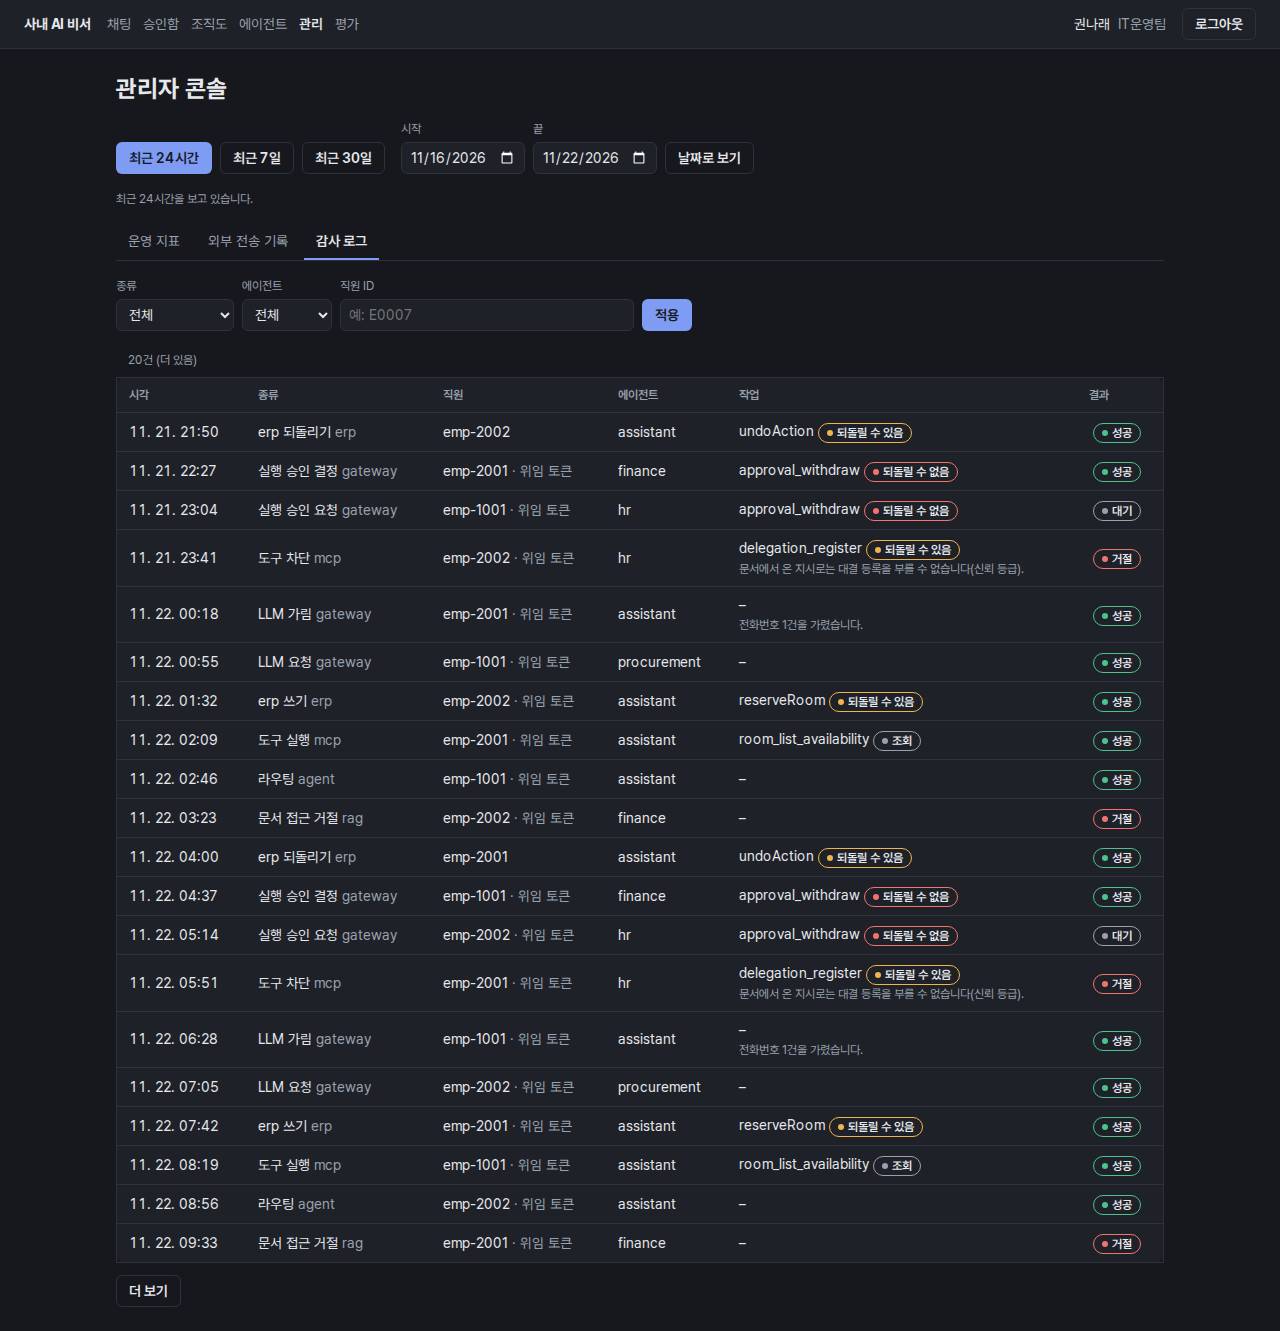 사내 AI 비서 채팅 승인함 조직도 에이전트 관리 평가 권나래 IT운영팀 로그아웃
관리자 콘솔
시작 끝
최근 24시간 최근 7일 최근 30일 11/16/2026 11/22/2026 날짜로 보기
최근 24시간을 보고 있습니다.
운영 지표 외부 전송 기록 감사 로그
종류 에이전트 직원 ID
전체 전체 예: E0007 적용
20건 (더 있음)
시각 종류 직원 에이전트 작업 결과
11. 21. 21:50 erp 되돌리기 erp emp-2002 assistant undoAction 되돌릴 수 있음 성공
11. 21. 22:27 실행 승인 결정 gateway emp-2001 · 위임 토큰 finance approval_withdraw 되돌릴 수 없음 성공
11. 21. 23:04 실행 승인 요청 gateway emp-1001 · 위임 토큰 hr approval_withdraw 되돌릴 수 없음 대기
11. 21. 23:41 도구 차단 mcp emp-2002 · 위임 토큰 hr delegation_register 되돌릴 수 있음 거절
문서에서 온 지시로는 대결 등록을 부를 수 없습니다(신뢰 등급).
11. 22. 00:18 LLM 가림 gateway emp-2001 · 위임 토큰 assistant – 성공
전화번호 1건을 가렸습니다.
11. 22. 00:55 LLM 요청 gateway emp-1001 · 위임 토큰 procurement – 성공
11. 22. 01:32 erp 쓰기 erp emp-2002 · 위임 토큰 assistant reserveRoom 되돌릴 수 있음 성공
11. 22. 02:09 도구 실행 mcp emp-2001 · 위임 토큰 assistant room_list_availability 조회 성공
11. 22. 02:46 라우팅 agent emp-1001 · 위임 토큰 assistant – 성공
11. 22. 03:23 문서 접근 거절 rag emp-2002 · 위임 토큰 finance – 거절
11. 22. 04:00 erp 되돌리기 erp emp-2001 assistant undoAction 되돌릴 수 있음 성공
11. 22. 04:37 실행 승인 결정 gateway emp-1001 · 위임 토큰 finance approval_withdraw 되돌릴 수 없음 성공
11. 22. 05:14 실행 승인 요청 gateway emp-2002 · 위임 토큰 hr approval_withdraw 되돌릴 수 없음 대기
11. 22. 05:51 도구 차단 mcp emp-2001 · 위임 토큰 hr delegation_register 되돌릴 수 있음 거절
문서에서 온 지시로는 대결 등록을 부를 수 없습니다(신뢰 등급).
11. 22. 06:28 LLM 가림 gateway emp-1001 · 위임 토큰 assistant – 성공
전화번호 1건을 가렸습니다.
11. 22. 07:05 LLM 요청 gateway emp-2002 · 위임 토큰 procurement – 성공
11. 22. 07:42 erp 쓰기 erp emp-2001 · 위임 토큰 assistant reserveRoom 되돌릴 수 있음 성공
11. 22. 08:19 도구 실행 mcp emp-1001 · 위임 토큰 assistant room_list_availability 조회 성공
11. 22. 08:56 라우팅 agent emp-2002 · 위임 토큰 assistant – 성공
11. 22. 09:33 문서 접근 거절 rag emp-2001 · 위임 토큰 finance – 거절
더 보기